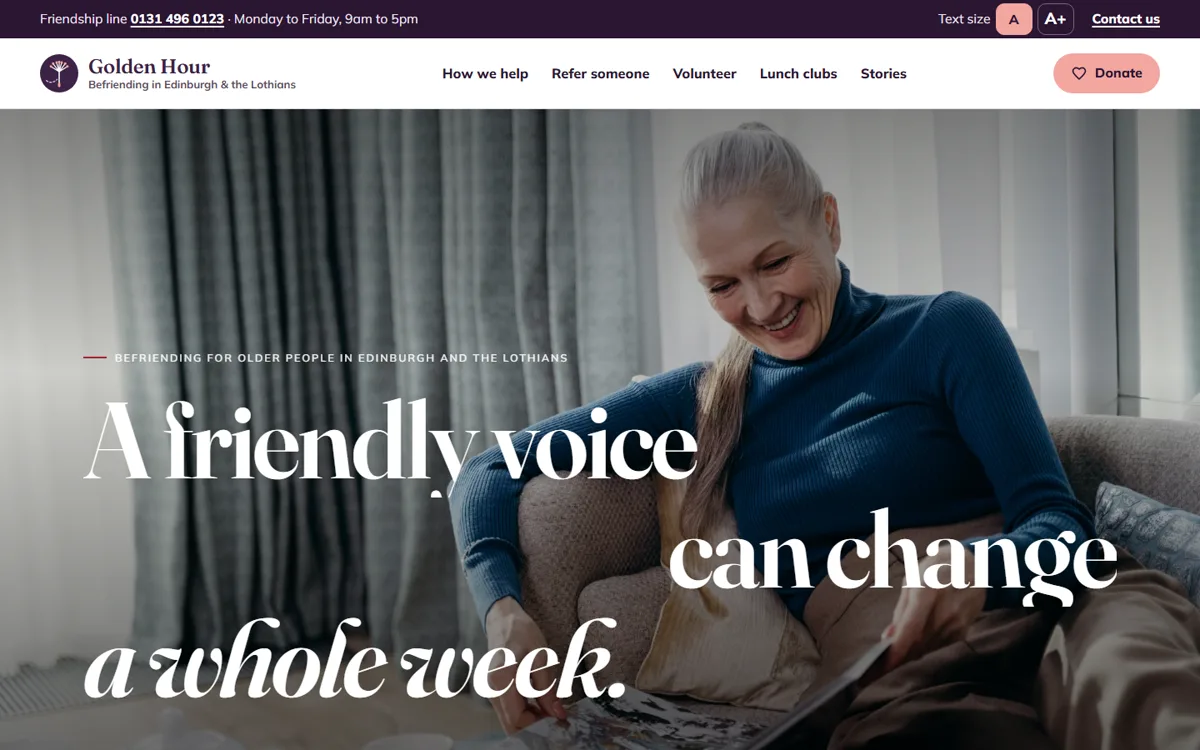 Friendship line 0131 496 0123 · Monday to Friday, 9am to 5pm
Text size A A+ Contact us
Golden Hour
Befriending in Edinburgh & the Lothians
How we help Refer someone Volunteer Lunch clubs Stories
Donate
BEFRIENDING FOR OLDER PEOPLE IN EDINBURGH AND THE LOTHIANS
A friendly voice
can change
a whole week.